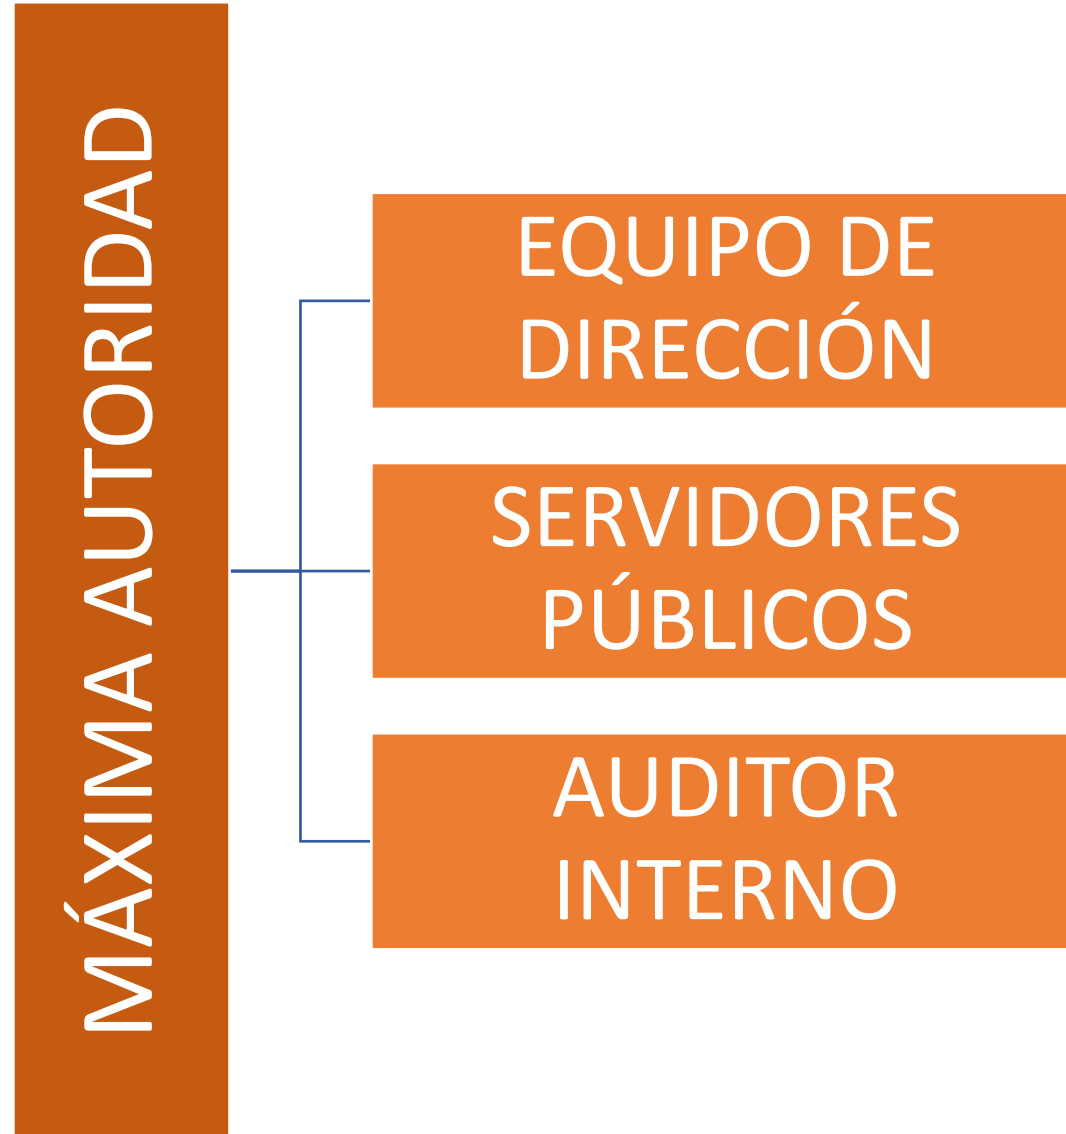 MÁXIMA AUTORIDAD
EQUIPO DE
DIRECCIÓN
SERVIDORES
PÚBLICOS
AUDITOR
INTERNO